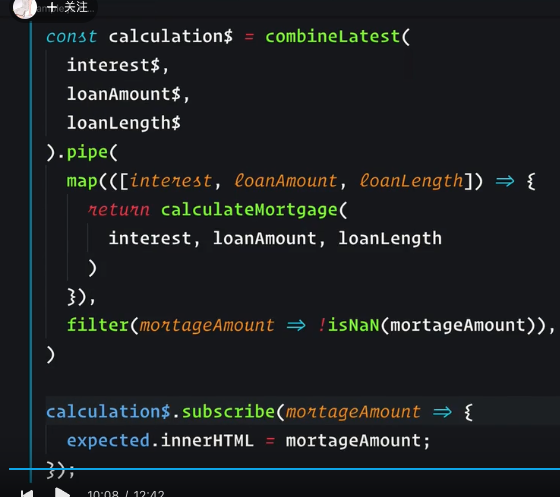 + 关注
const calculation$ = combineLatest(
interest$,
loanAmount$,
loanLength$
).pipe(
map(([interest, loanAmount, loanLength]) => {
return calculateMortgage(
interest, loanAmount, loanLength
)
}),
filter(mortageAmount => !isNaN(mortageAmount)),
)
calculation$.subscribe(mortageAmount => {
expected.innerHTML = mortageAmount;
});
10:08 / 12:42